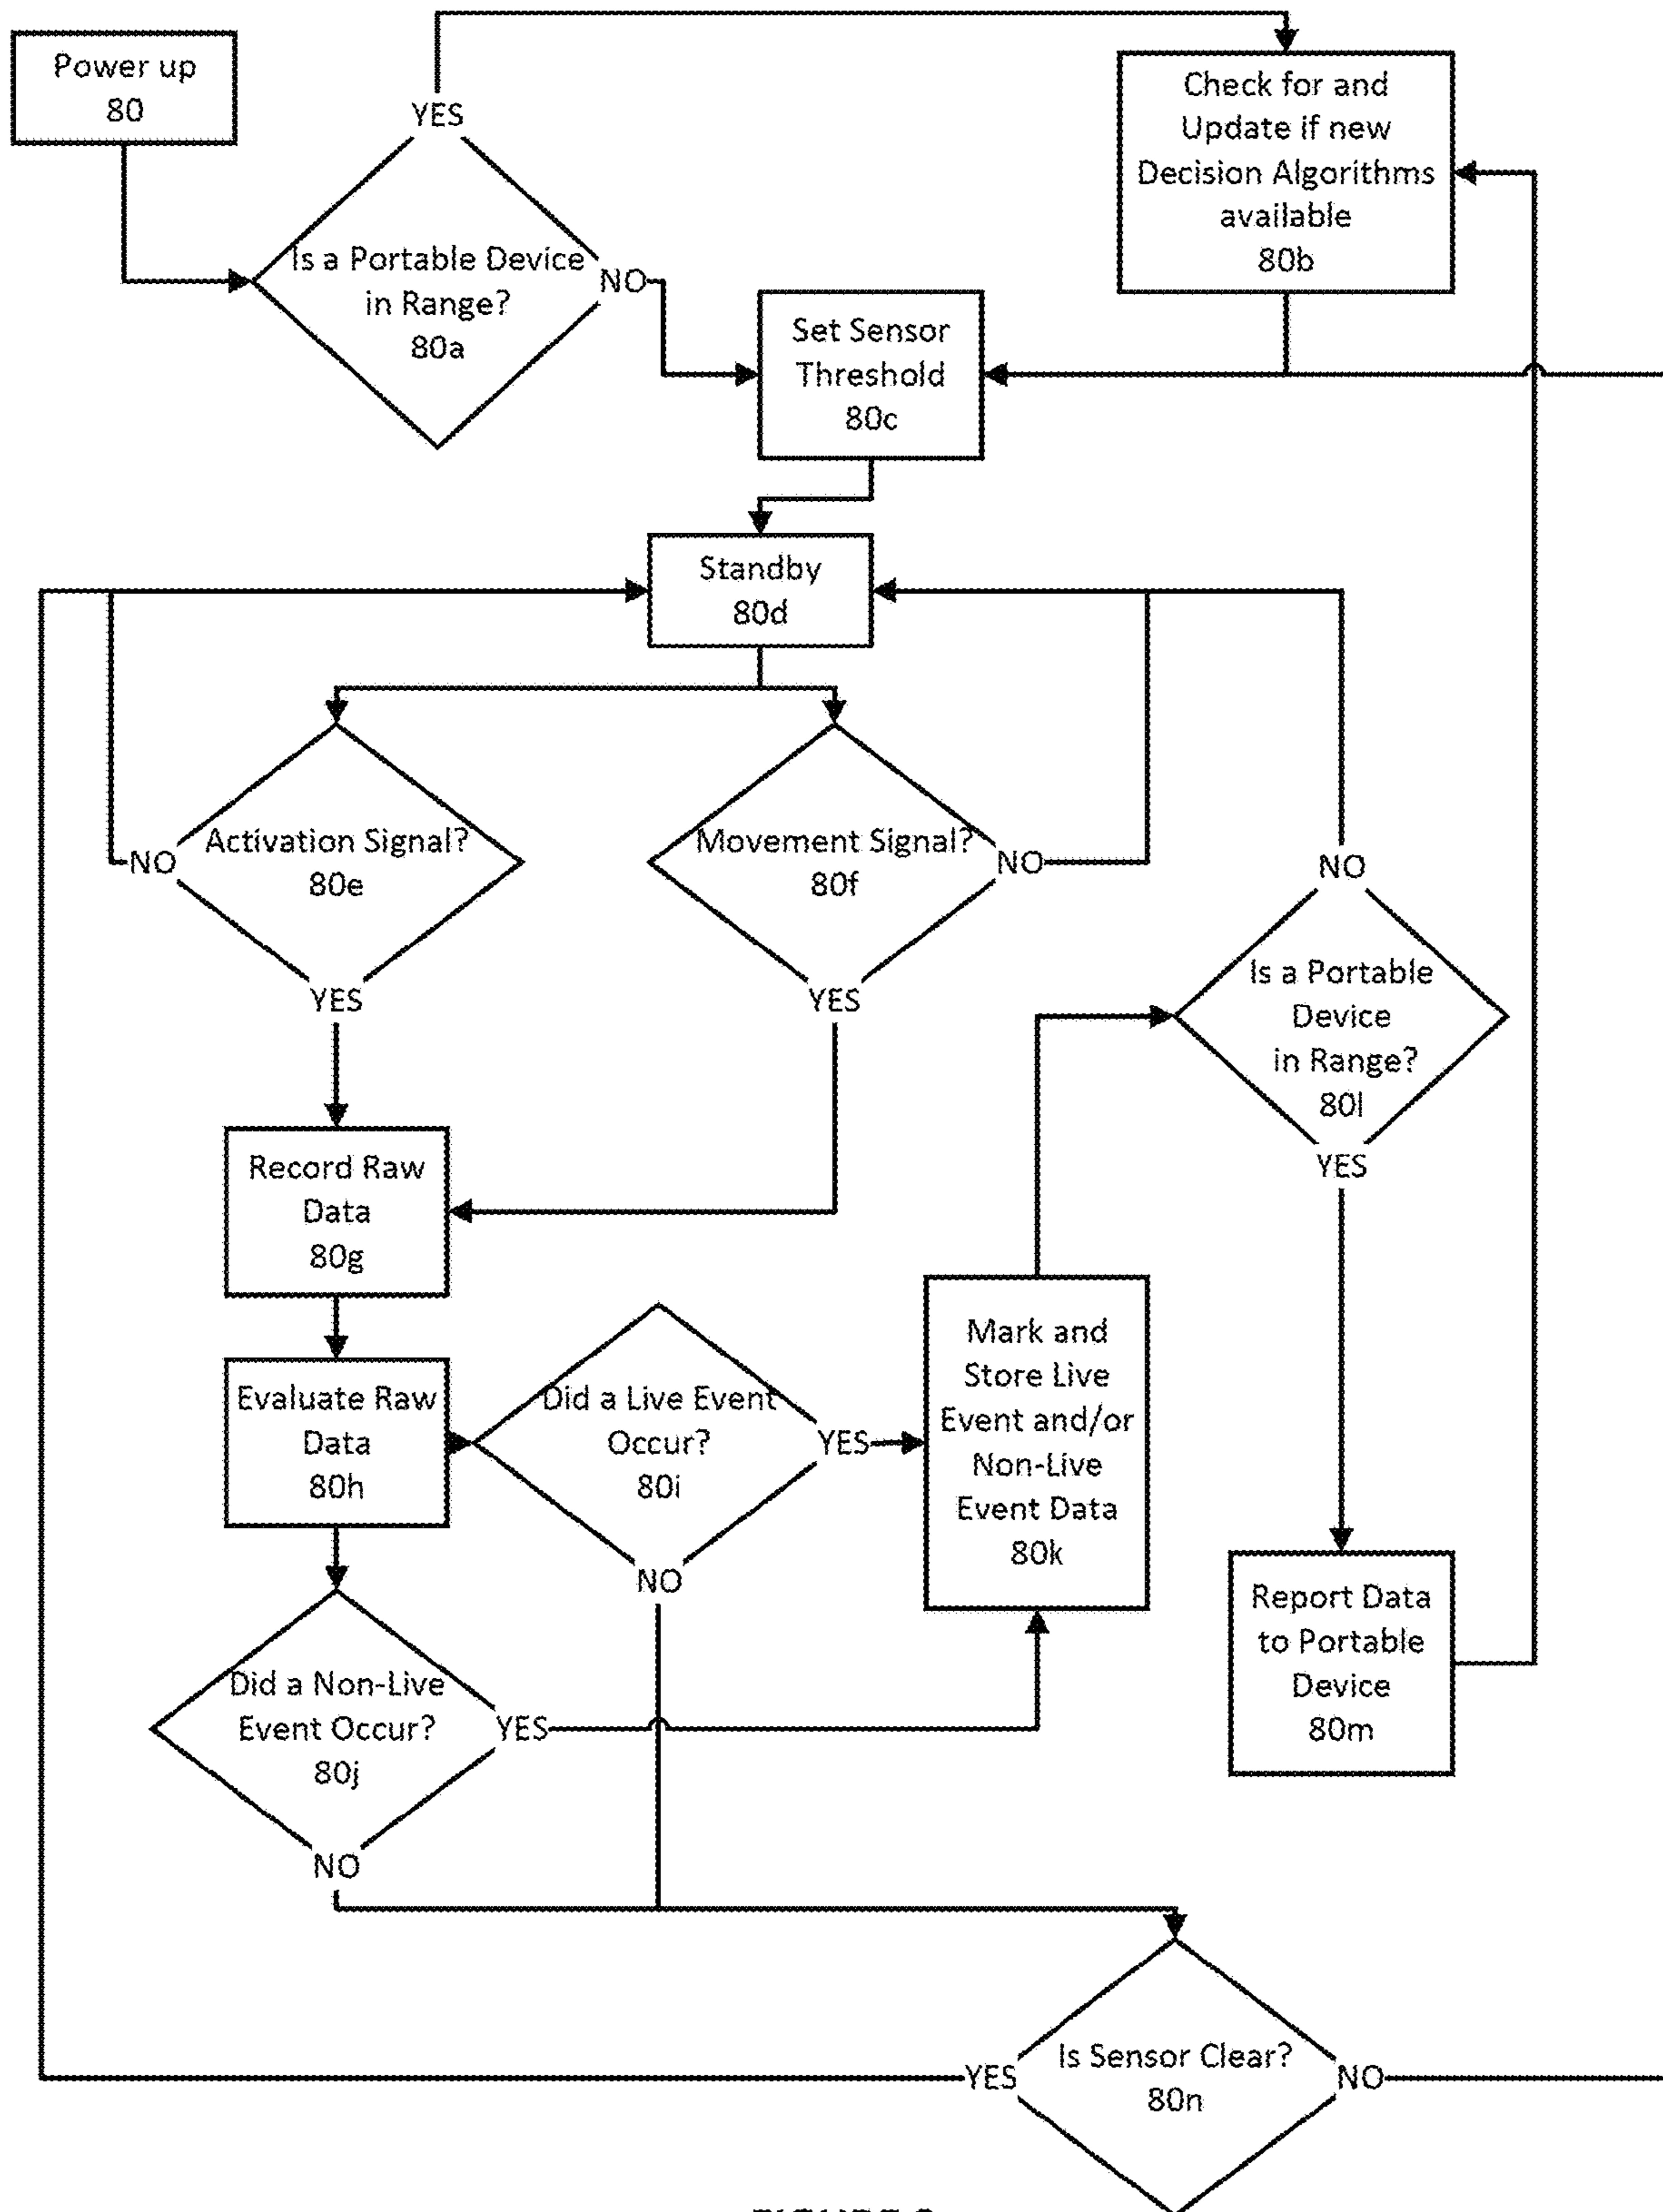 Power up
80
YES
Check for and
Update if new
Decision Algorithms
available
80b
Is a Portable Device
in Range?
80a
NO
Set Sensor
Threshold
80c
Standby
80d
Activation Signal?
80e
NO
YES
Movement Signal?
80f
NO
YES
NO
Is a Portable
Device
in Range?
80l
YES
Record Raw
Data
80g
Evaluate Raw
Data
80h
Did a Live Event
Occur?
80i
YES
NO
Mark and
Store Live
Event and/or
Non-Live
Event Data
80k
Report Data
to Portable
Device
80m
Did a Non-Live
Event Occur?
80j
YES
NO
Is Sensor Clear?
80n
YES
NO